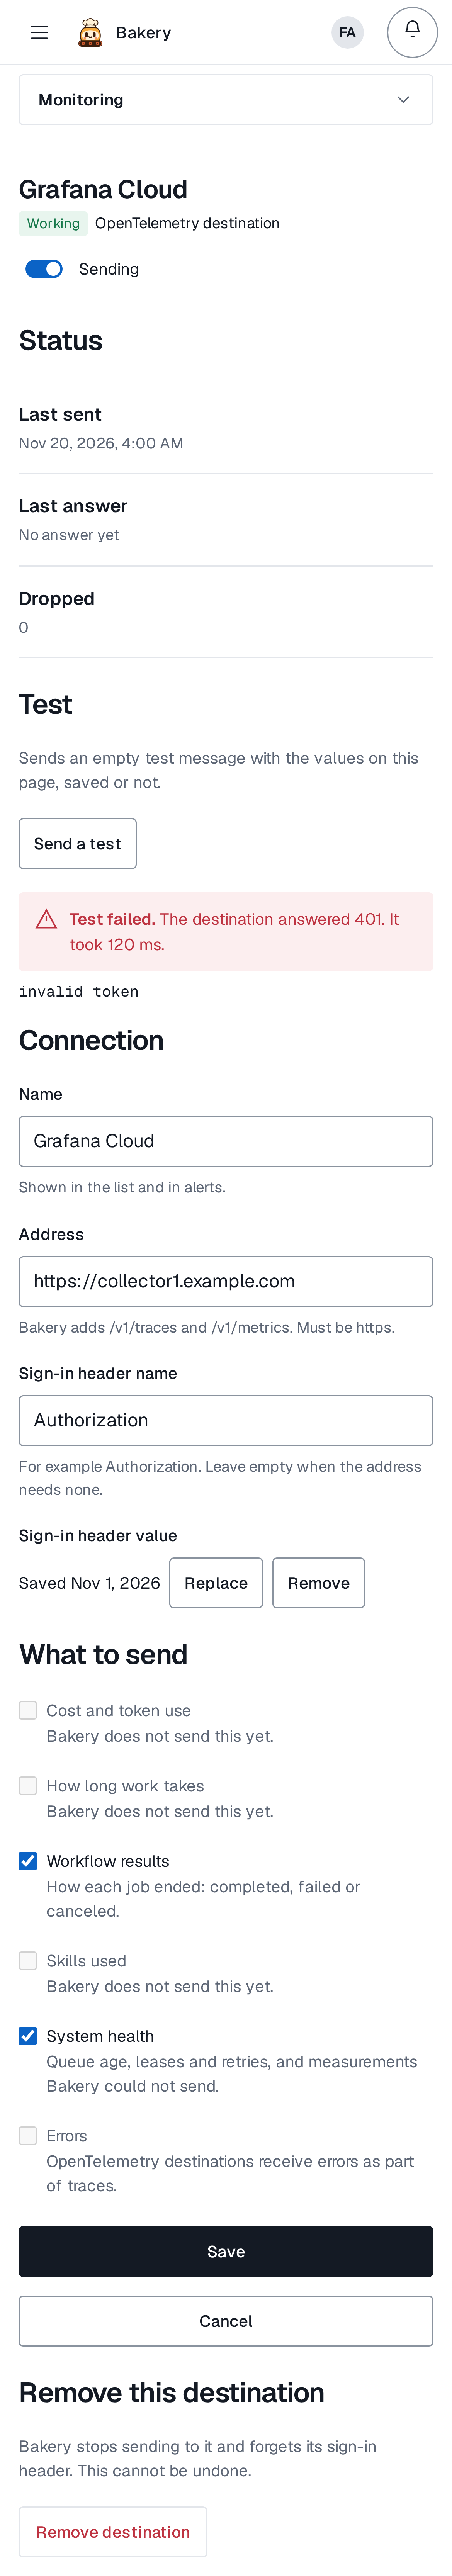 Bakery
FA
Monitoring
Grafana Cloud
Working OpenTelemetry destination
Sending
Status
Last sent
Nov 20, 2026, 4:00 AM
Last answer
No answer yet
Dropped
0
Test
Sends an empty test message with the values on this
page, saved or not.
Send a test
Test failed. The destination answered 401. It
took 120 ms.
invalid token
Connection
Name
Grafana Cloud
Shown in the list and in alerts.
Address
https://collector1.example.com
Bakery adds /v1/traces and /v1/metrics. Must be https.
Sign-in header name
Authorization
For example Authorization. Leave empty when the address
needs none.
Sign-in header value
Saved Nov 1, 2026 Replace Remove
What to send
Cost and token use
Bakery does not send this yet.
How long work takes
Bakery does not send this yet.
Workflow results
How each job ended: completed, failed or
canceled.
Skills used
Bakery does not send this yet.
System health
Queue age, leases and retries, and measurements
Bakery could not send.
Errors
OpenTelemetry destinations receive errors as part
of traces.
Save
Cancel
Remove this destination
Bakery stops sending to it and forgets its sign-in
header. This cannot be undone.
Remove destination